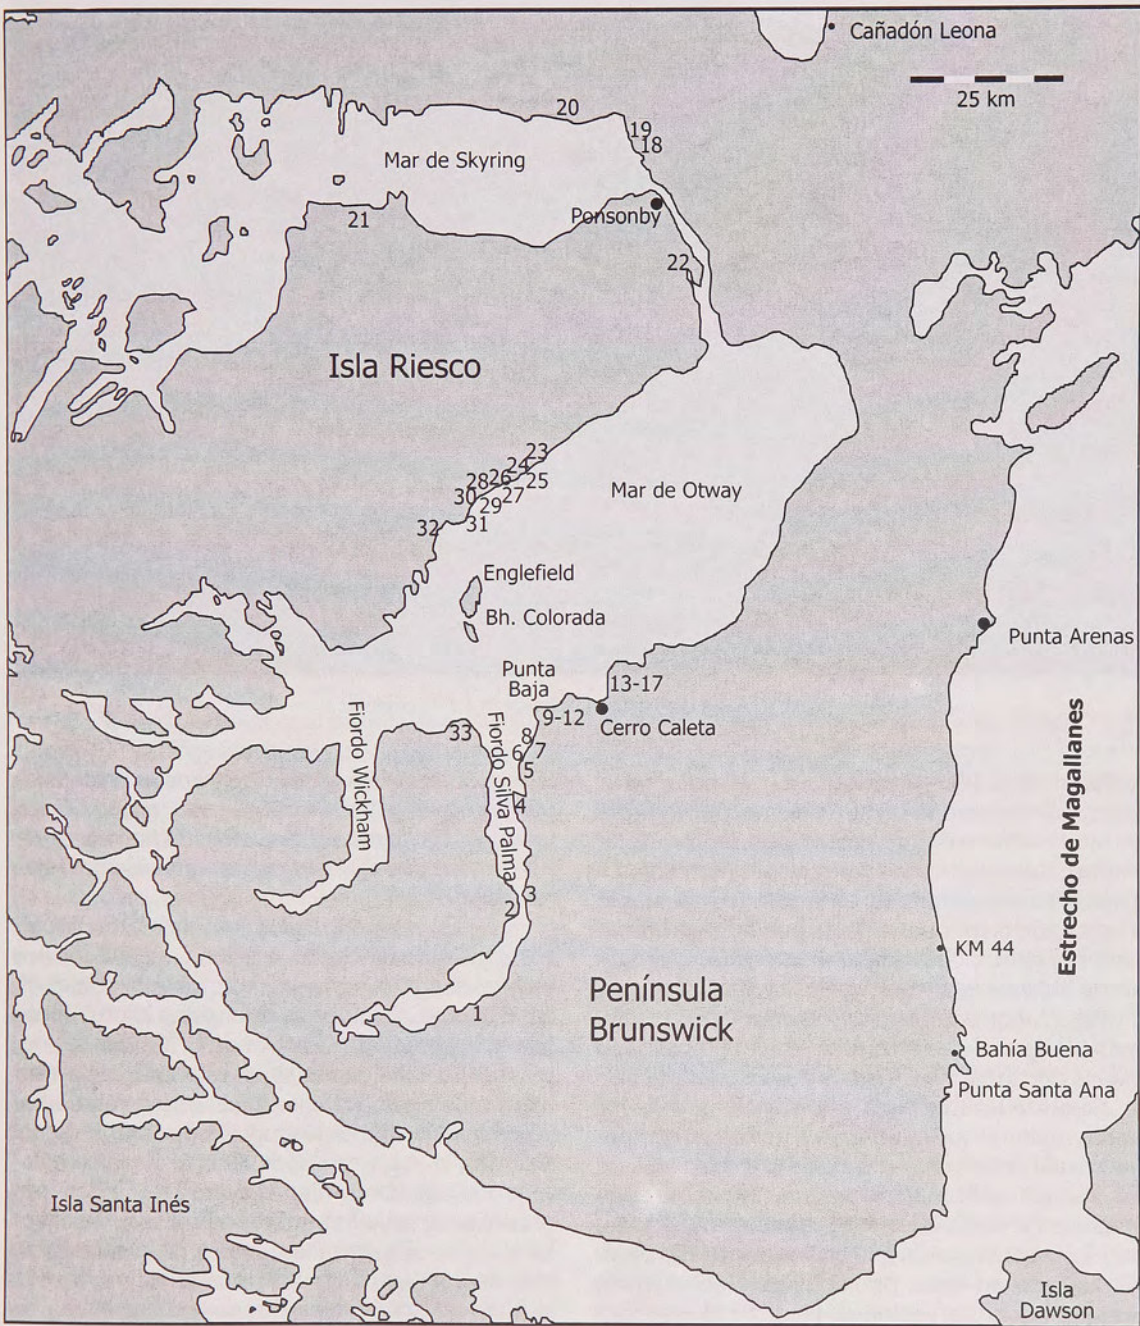 Cañadón Leona
25 km
20
19
18
Mar de Skyring
Ponsonby
21
22
Isla Riesco
23
24
28
26
25
30
27
29
32
31
Mar de Otway
Englefield
Bh. Colorada
Punta Arenas
Punta
Baja
13-17
9-12
Cerro Caleta
33
8
6
7
5
4
3
2
1
Fiordo Wickham
Fiordo Silva Palma
Estrecho de Magallanes
KM 44
Península
Brunswick
Bahía Buena
Punta Santa Ana
Isla Santa Inés
Isla
Dawson